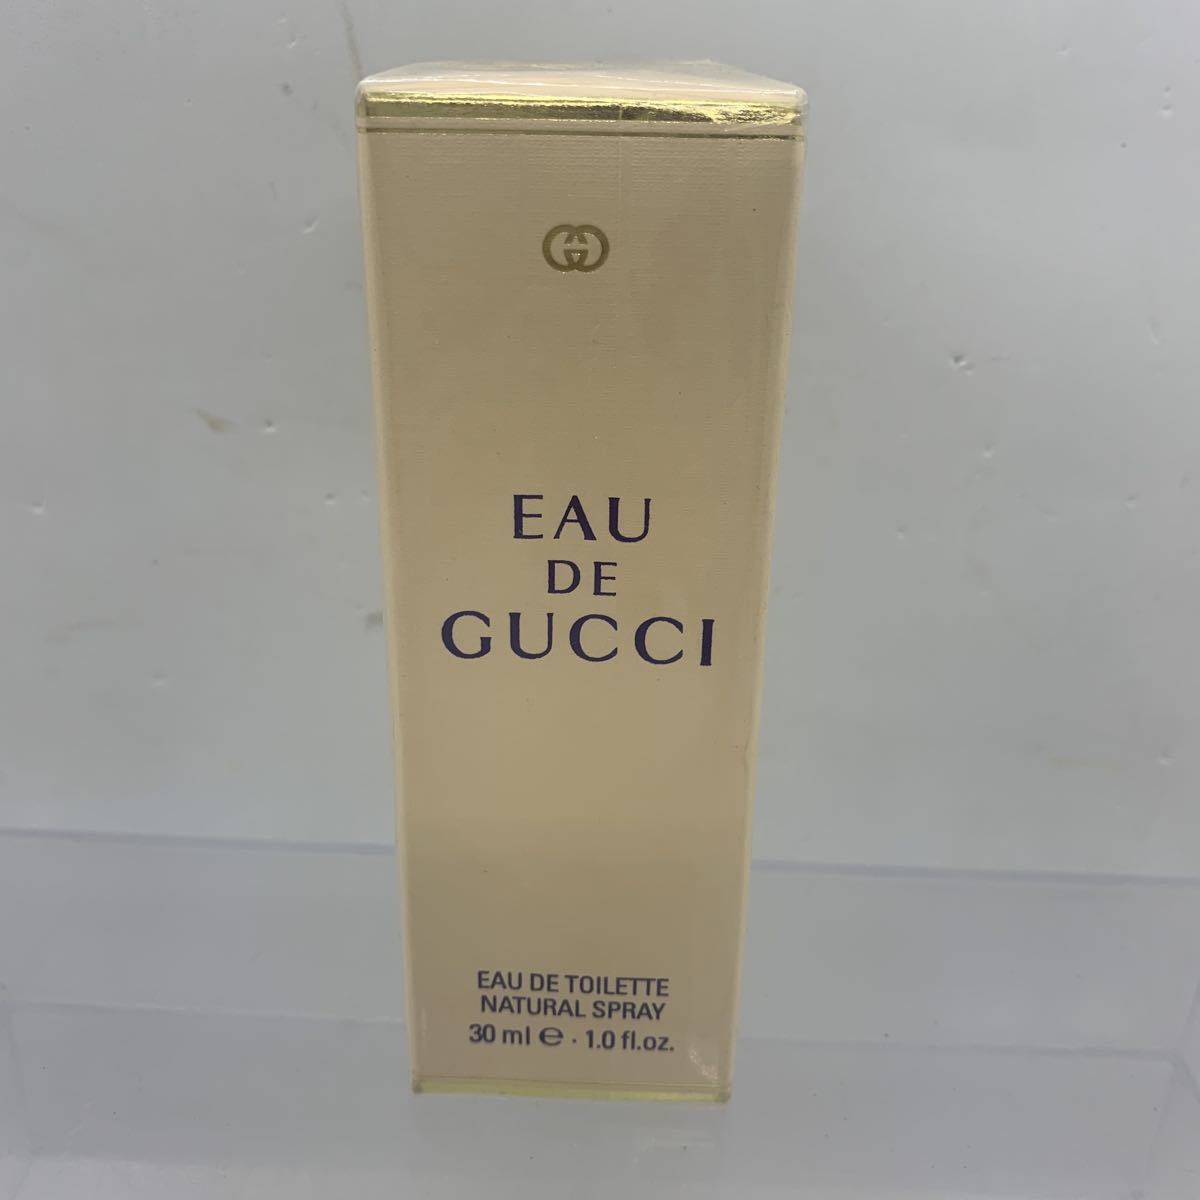 EAU
DE
GUCCI
EAU DE TOILETTE
NATURAL SPRAY
30 ml ℮ · 1.0 fl.oz.